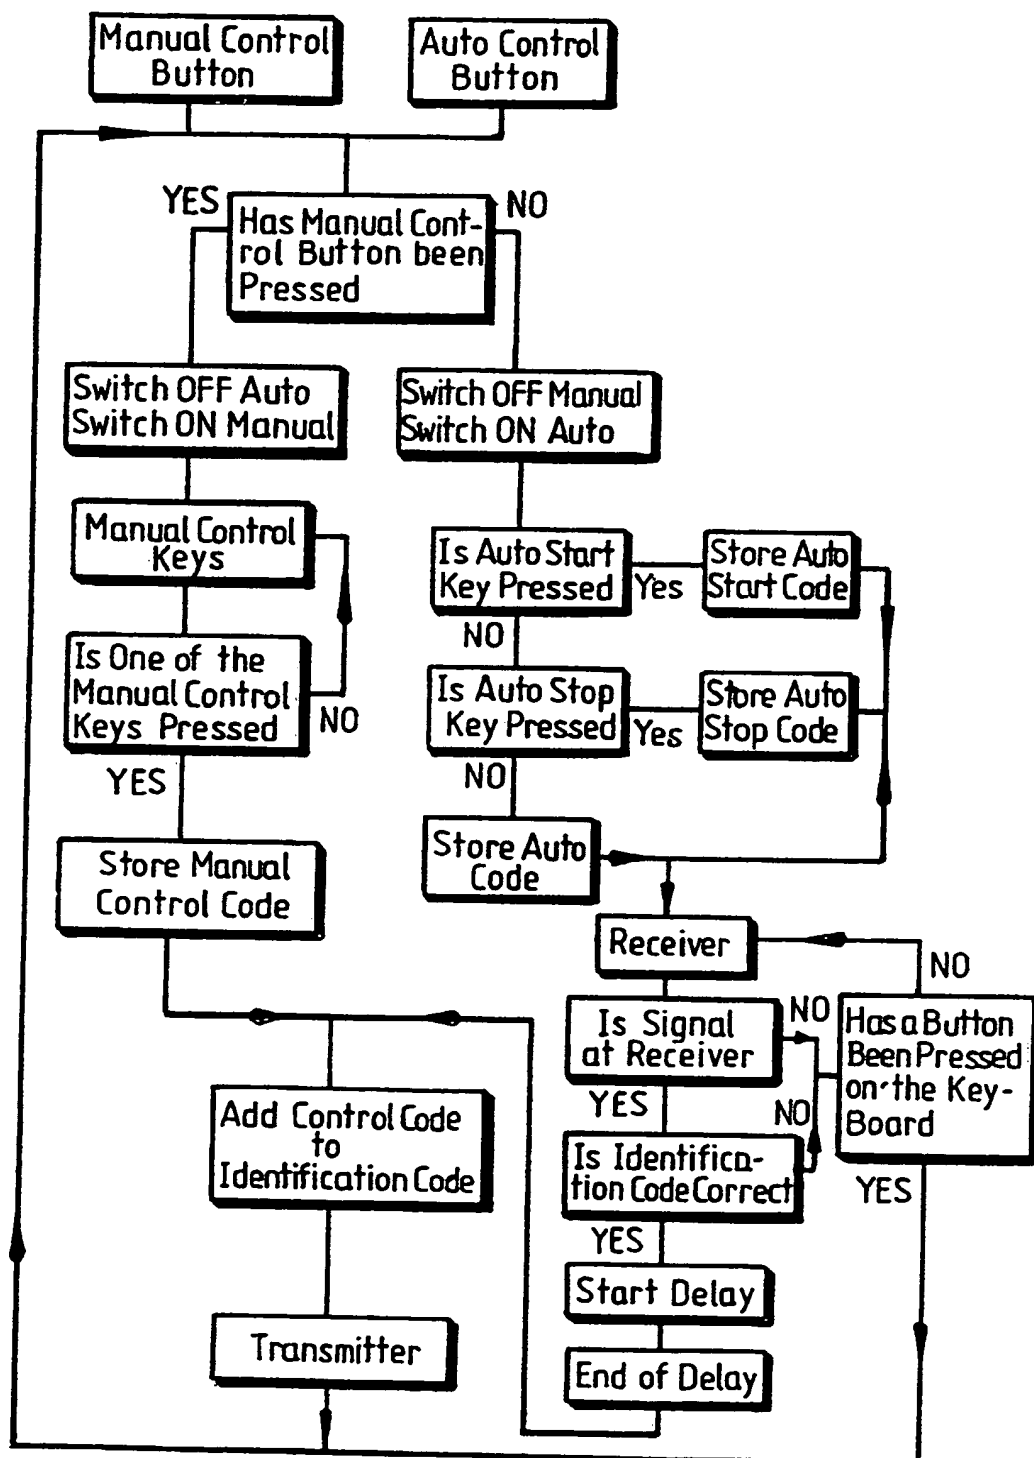 Manual Control
Button
Auto Control
Button
YES
NO
Has Manual Cont-
rol Button been
Pressed
Switch OFF Auto
Switch ON Manual
Switch OFF Manual
Switch ON Auto
Manual Control
Keys
Is Auto Start
Key Pressed
Yes
Store Auto
Start Code
NO
Is One of the
Manual Control
Keys Pressed
NO
Is Auto Stop
Key Pressed
Yes
Store Auto
Stop Code
YES
NO
Store Manual
Control Code
Store Auto
Code
Receiver
NO
Is Signal
at Receiver
NO
Has a Button
Been Pressed
on the Key-
Board
YES
NO
Add Control Code
to
Identification Code
Is Identifica-
tion Code Correct
YES
YES
Start Delay
Transmitter
End of Delay